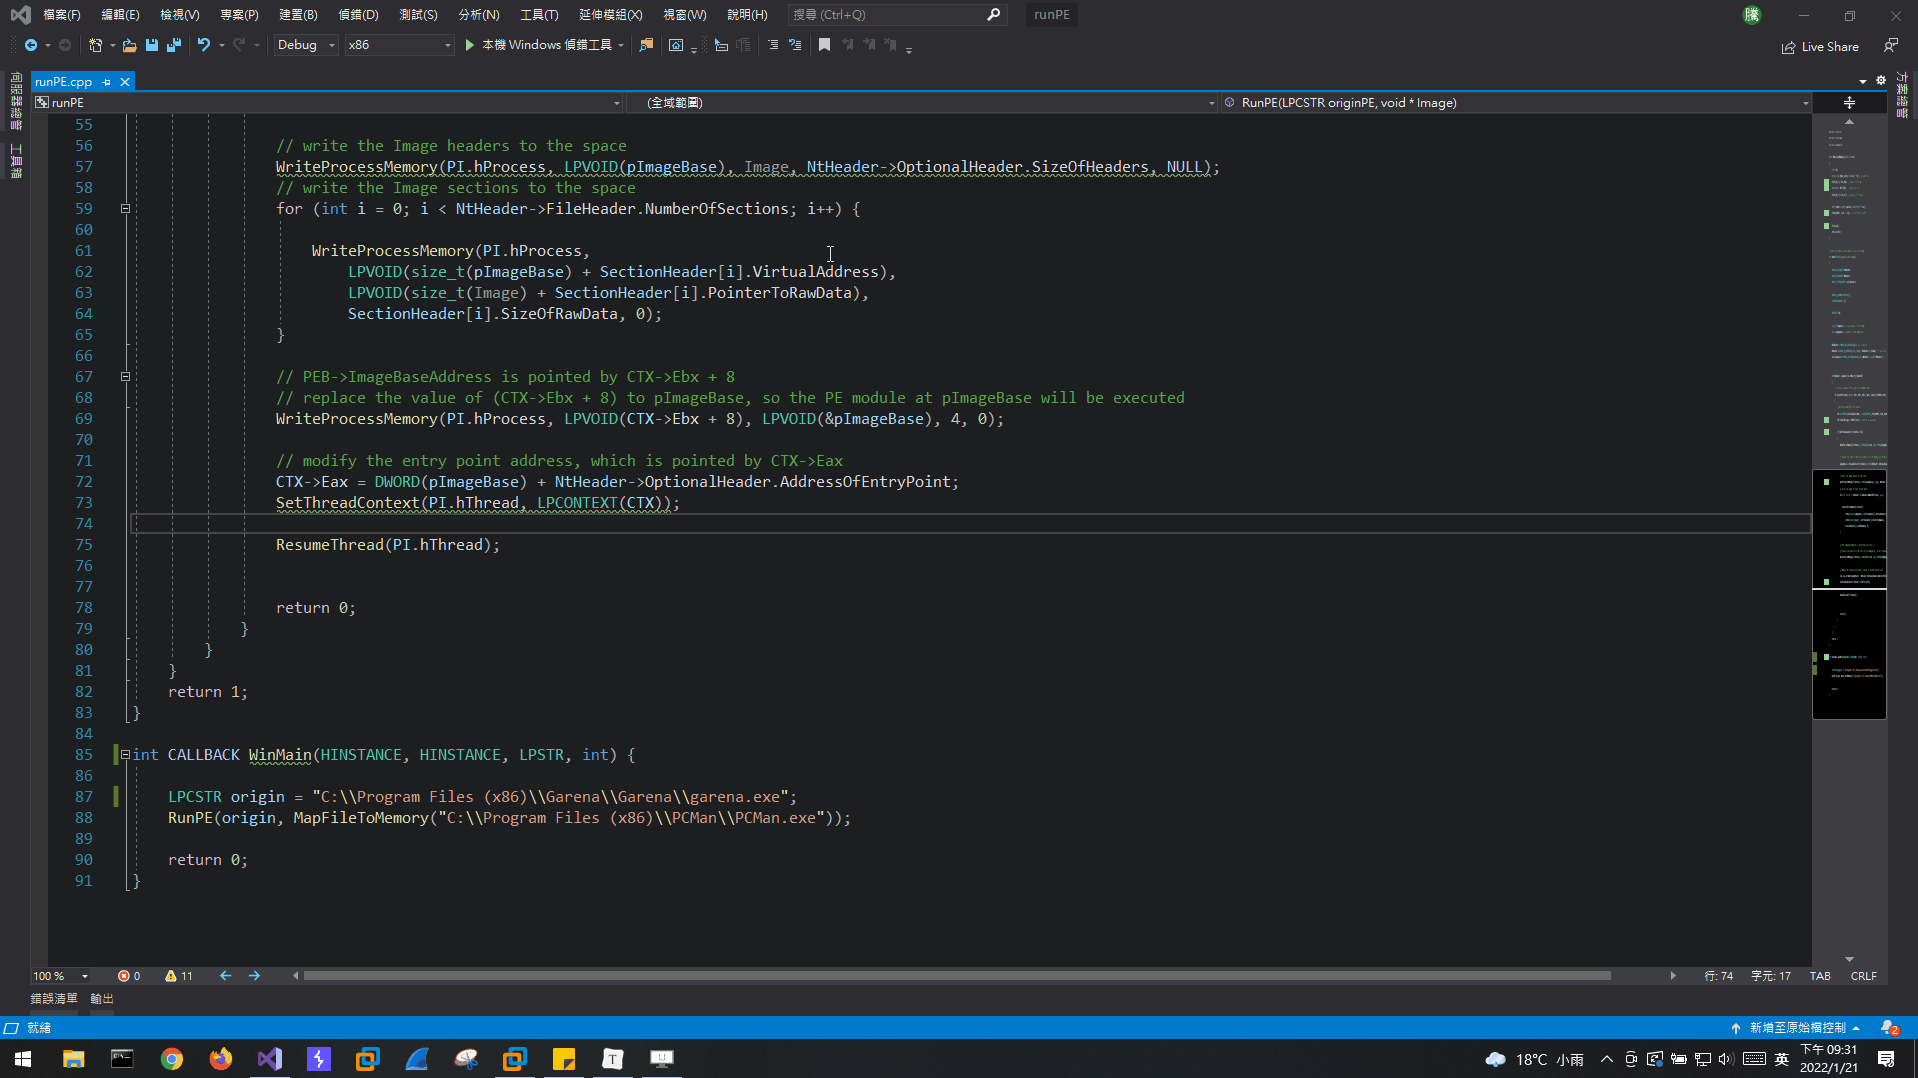 檔案(F) 編輯(E) 檢視(V) 專案(P) 建置(B) 偵錯(D) 測試(S) 分析(N) 工具(T) 延伸模組(X) 視窗(W) 說明(H) 搜尋 (Ctrl+Q) runPE 騰
Debug x86 本機 Windows 偵錯工具 Live Share
伺服器總管
工具箱
方案總管
runPE.cpp
runPE (全域範圍) RunPE(LPCSTR originPE, void * Image)
55
56 // write the Image headers to the space
57 WriteProcessMemory(PI.hProcess, LPVOID(pImageBase), Image, NtHeader->OptionalHeader.SizeOfHeaders, NULL);
58 // write the Image sections to the space
59 for (int i = 0; i < NtHeader->FileHeader.NumberOfSections; i++) {
60
61 WriteProcessMemory(PI.hProcess,
62 LPVOID(size_t(pImageBase) + SectionHeader[i].VirtualAddress),
63 LPVOID(size_t(Image) + SectionHeader[i].PointerToRawData),
64 SectionHeader[i].SizeOfRawData, 0);
65 }
66
67 // PEB->ImageBaseAddress is pointed by CTX->Ebx + 8
68 // replace the value of (CTX->Ebx + 8) to pImageBase, so the PE module at pImageBase will be executed
69 WriteProcessMemory(PI.hProcess, LPVOID(CTX->Ebx + 8), LPVOID(&pImageBase), 4, 0);
70
71 // modify the entry point address, which is pointed by CTX->Eax
72 CTX->Eax = DWORD(pImageBase) + NtHeader->OptionalHeader.AddressOfEntryPoint;
73 SetThreadContext(PI.hThread, LPCONTEXT(CTX));
74
75 ResumeThread(PI.hThread);
76
77
78 return 0;
79 }
80 }
81 }
82 return 1;
83 }
84
85 int CALLBACK WinMain(HINSTANCE, HINSTANCE, LPSTR, int) {
86
87 LPCSTR origin = "C:\\Program Files (x86)\\Garena\\Garena\\garena.exe";
88 RunPE(origin, MapFileToMemory("C:\\Program Files (x86)\\PCMan\\PCMan.exe"));
89
90 return 0;
91 }
100 % 0 11 行: 74 字元: 17 TAB CRLF
錯誤清單 輸出
就緒 新增至原始檔控制 2
18°C 小雨 英 下午 09:31
2022/1/21